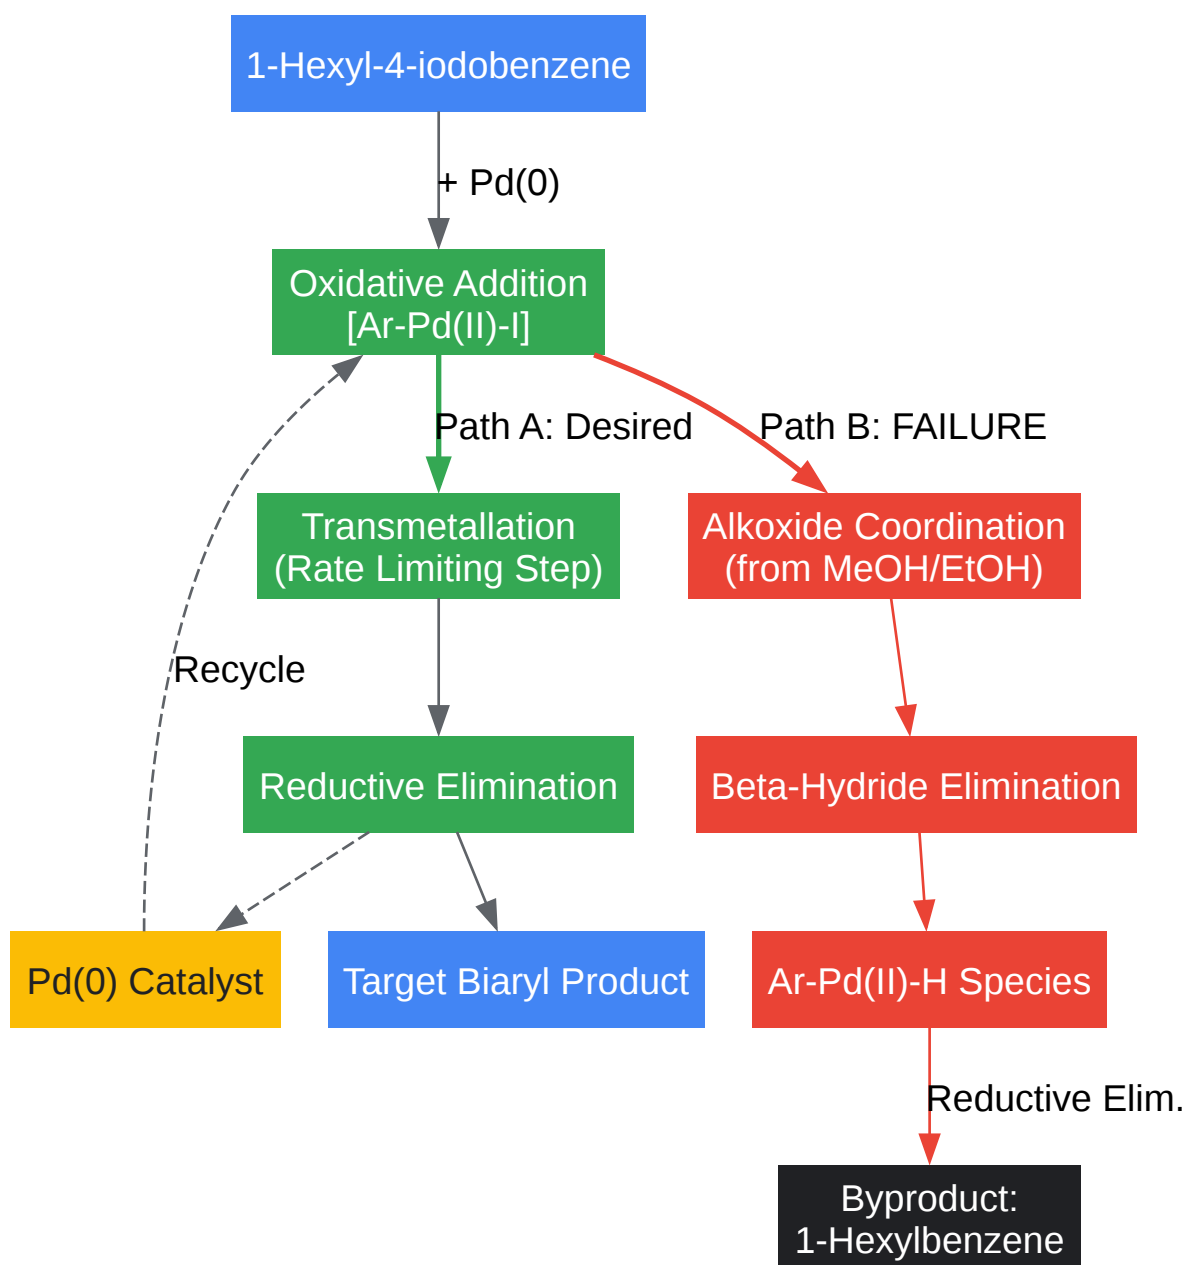 1-Hexyl-4-iodobenzene
+ Pd(0)
Oxidative Addition
[Ar-Pd(II)-I]
Path A: Desired
Path B: FAILURE
Transmetallation
(Rate Limiting Step)
Alkoxide Coordination
(from MeOH/EtOH)
Recycle
Reductive Elimination
Beta-Hydride Elimination
Pd(0) Catalyst
Target Biaryl Product
Ar-Pd(II)-H Species
Reductive Elim.
Byproduct:
1-Hexylbenzene